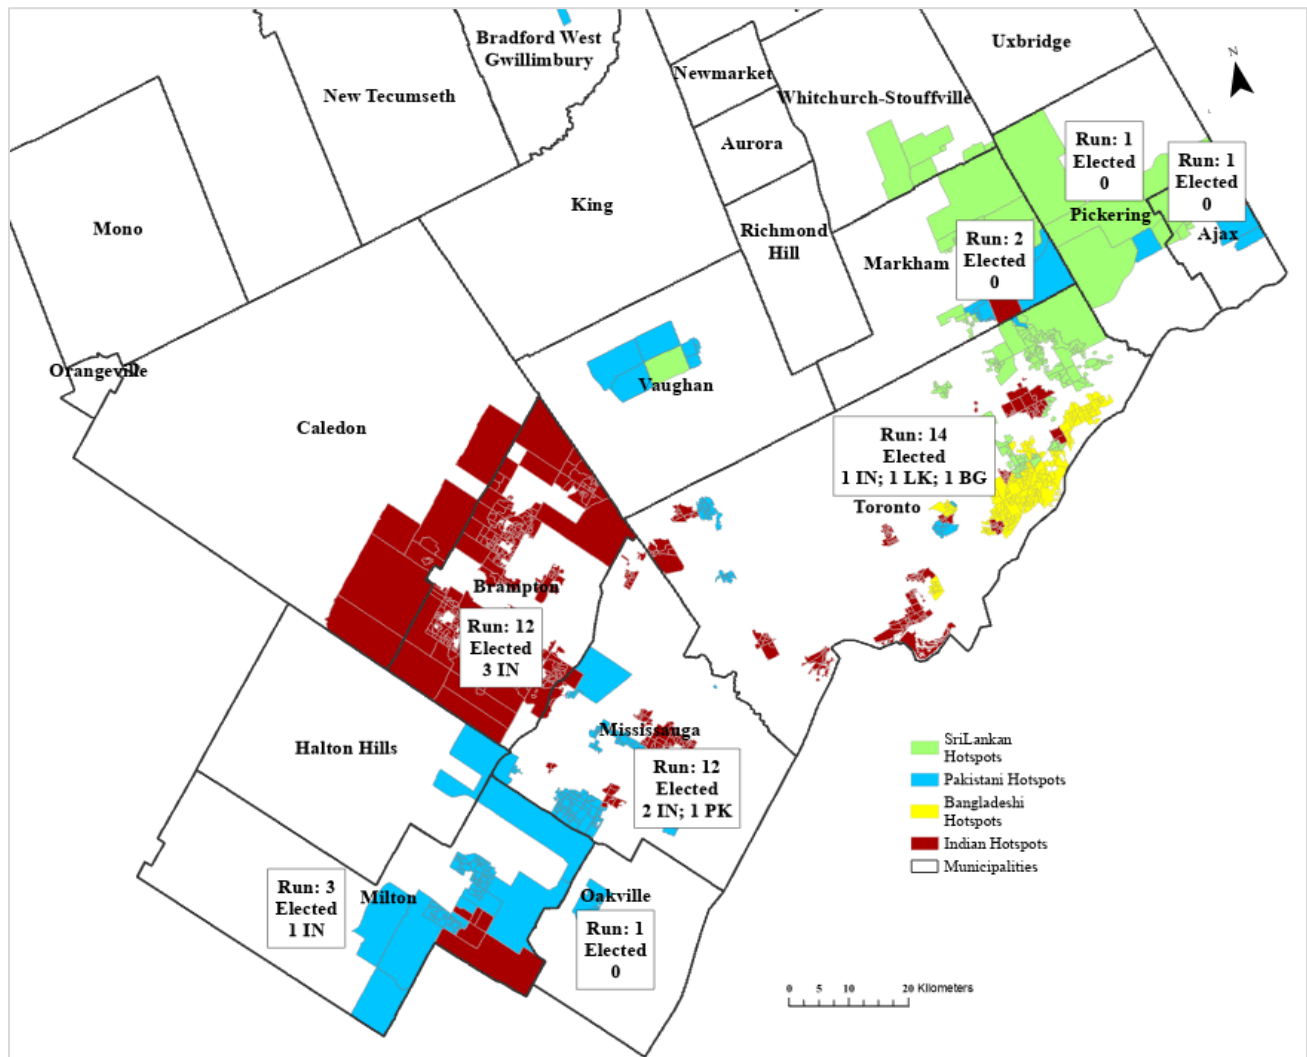 Bradford West
Gwillimbury
Uxbridge
N
New Tecumseth
Newmarket
Whitchurch-Stouffville
Aurora
Run: 1
Elected
0
Run: 1
Elected
0
King
Mono
Richmond
Hill
Pickering
Ajax
Markham
Run: 2
Elected
0
Orangeville
Vaughan
Caledon
Run: 14
Elected
1 IN; 1 LK; 1 BG
Toronto
Brampton
Run: 12
Elected
3 IN
Halton Hills
Mississauga
Run: 12
Elected
2 IN; 1 PK
SriLankan
Hotspots
Pakistani Hotspots
Bangladeshi
Hotspots
Indian Hotspots
Municipalities
Run: 3
Elected
1 IN
Milton
Oakville
Run: 1
Elected
0
0 5 10 20 Kilometers